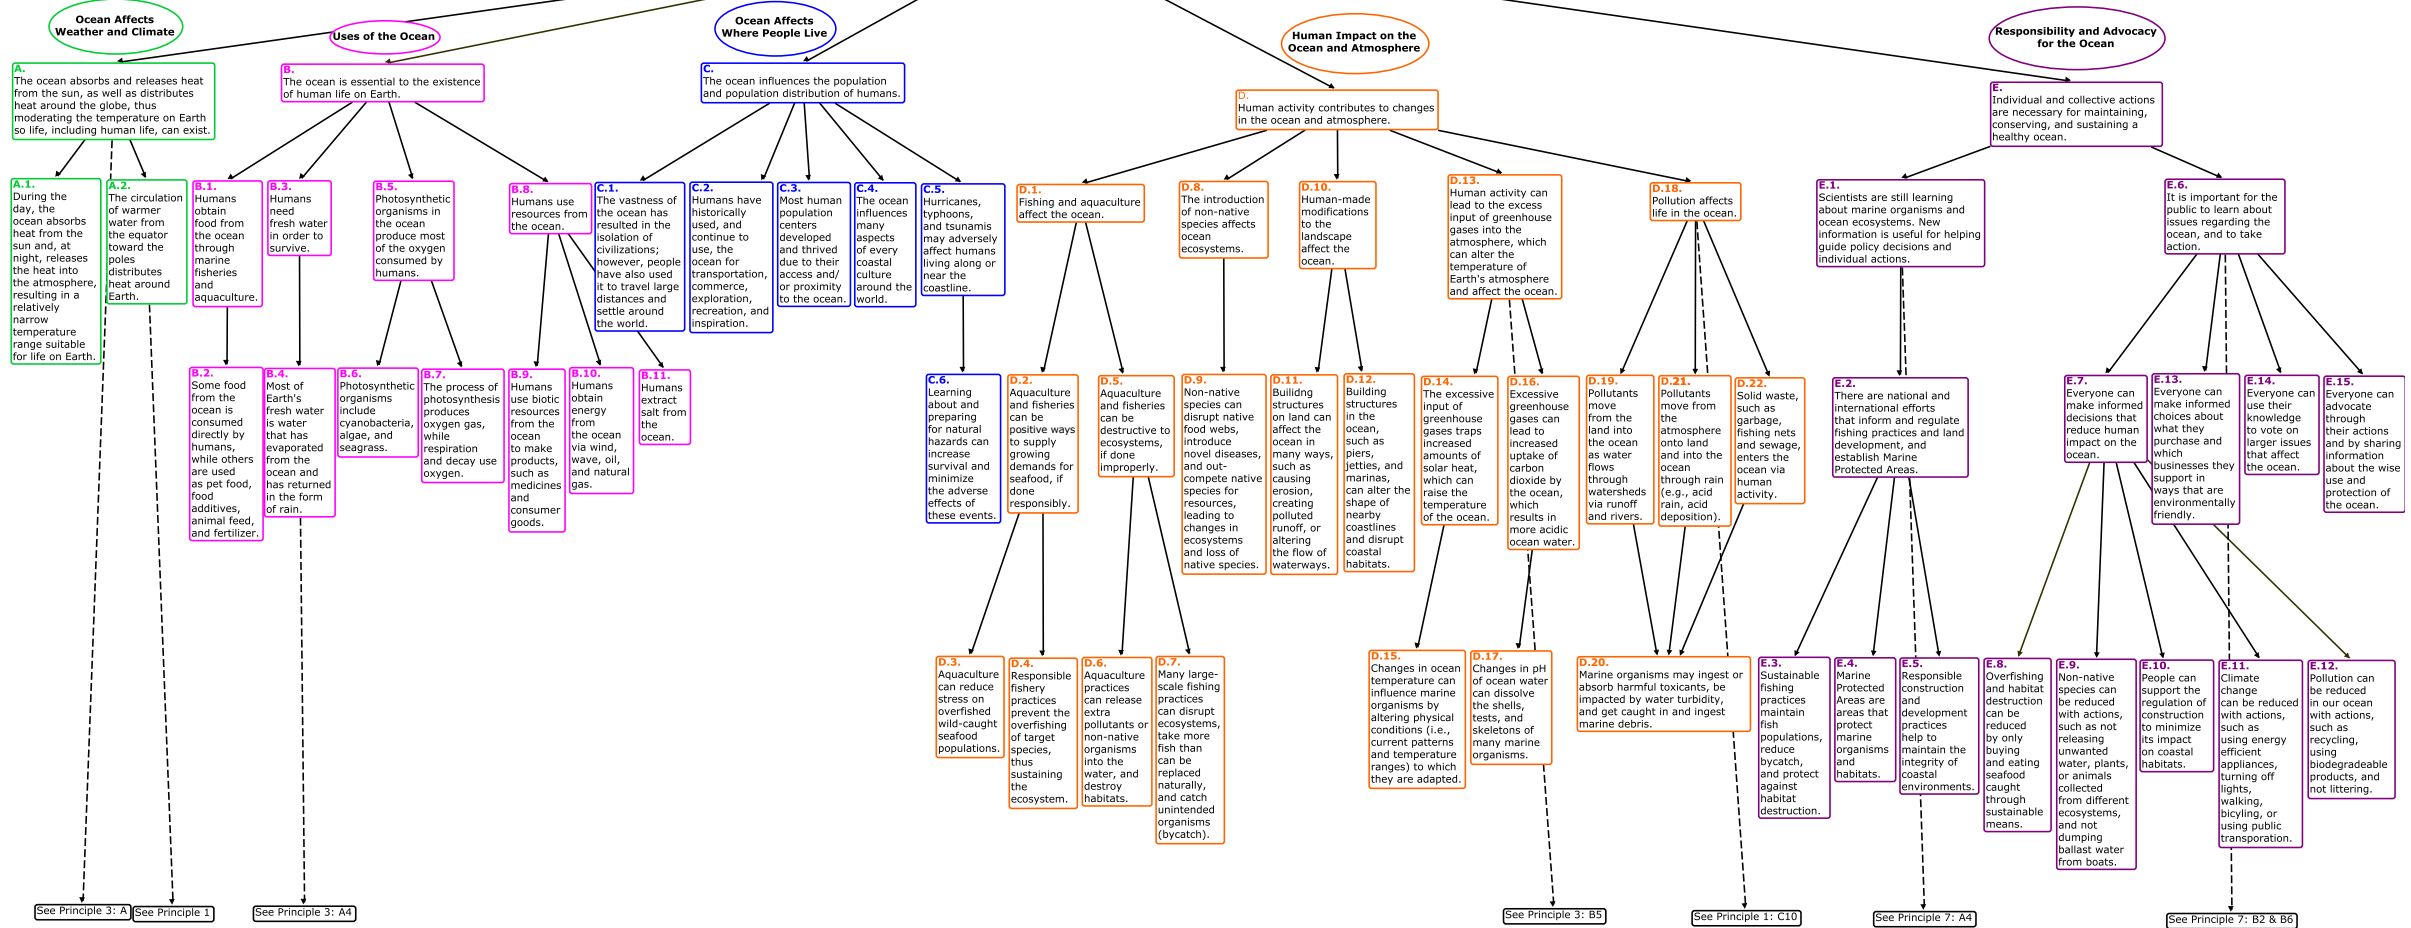 Ocean Affects
Weather and Climate
Uses of the Ocean
Ocean Affects
Where People Live
Human Impact on the
Ocean and Atmosphere
Responsibility and Advocacy
for the Ocean
A.
The ocean absorbs and releases heat
from the sun, as well as distributes
heat around the globe, thus
moderating the temperature on Earth
so life, including human life, can exist.
B.
The ocean is essential to the existence
of human life on Earth.
C.
The ocean influences the population
and population distribution of humans.
D.
Human activity contributes to changes
in the ocean and atmosphere.
E.
Individual and collective actions
are necessary for maintaining,
conserving, and sustaining a
healthy ocean.
A.1.
During the
day, the
ocean absorbs
heat from the
sun and, at
night, releases
the heat into
the atmosphere,
resulting in a
relatively
narrow
temperature
range suitable
for life on Earth.
A.2.
The circulation
of warmer
water from
the equator
toward the
poles
distributes
heat around
Earth.
B.1.
Humans
obtain
food from
the ocean
through
marine
fisheries
and
aquaculture.
B.3.
Humans
need
fresh water
in order to
survive.
B.5.
Photosynthetic
organisms in
the ocean
produce most
of the oxygen
consumed by
humans.
B.8.
Humans use
resources from
the ocean.
C.1.
The vastness of
the ocean has
resulted in the
isolation of
civilizations;
however, people
have also used
it to travel large
distances and
settle around
the world.
C.2.
Humans have
historically
used, and
continue to
use, the
ocean for
transportation,
commerce,
exploration,
recreation, and
inspiration.
C.3.
Most human
population
centers
developed
and thrived
due to their
access and/
or proximity
to the ocean.
C.4.
The ocean
influences
many
aspects
of every
coastal
culture
around the
world.
C.5.
Hurricanes,
typhoons,
and tsunamis
may adversely
affect humans
living along or
near the
coastline.
D.1.
Fishing and aquaculture
affect the ocean.
D.8.
The introduction
of non-native
species affects
ocean
ecosystems.
D.10.
Human-made
modifications
to the
landscape
affect the
ocean.
D.13.
Human activity can
lead to the excess
input of greenhouse
gases into the
atmosphere, which
can alter the
temperature of
Earth's atmosphere
and affect the ocean.
D.18.
Pollution affects
life in the ocean.
E.1.
Scientists are still learning
about marine organisms and
ocean ecosystems. New
information is useful for helping
guide policy decisions and
individual actions.
E.6.
It is important for the
public to learn about
issues regarding the
ocean, and to take
action.
B.2.
Some food
from the
ocean is
consumed
directly by
humans,
while others
are used
as pet food,
food
additives,
animal feed,
and fertilizer.
B.4.
Most of
Earth's
fresh water
is water
that has
evaporated
from the
ocean and
has returned
in the form
of rain.
B.6.
Photosynthetic
organisms
include
cyanobacteria,
algae, and
seagrass.
B.7.
The process of
photosynthesis
produces
oxygen gas,
while
respiration
and decay use
oxygen.
B.9.
Humans
use biotic
resources
from the
ocean
to make
products,
such as
medicines
and
consumer
goods.
B.10.
Humans
obtain
energy
from
the ocean
via wind,
wave, oil,
and natural
gas.
B.11.
Humans
extract
salt from
the
ocean.
C.6.
Learning
about and
preparing
for natural
hazards can
increase
survival and
minimize
the adverse
effects of
these events.
D.2.
Aquaculture
and fisheries
can be
positive ways
to supply
growing
demands for
seafood, if
done
responsibly.
D.5.
Aquaculture
and fisheries
can be
destructive to
ecosystems,
if done
improperly.
D.9.
Non-native
species can
disrupt native
food webs,
introduce
novel diseases,
and out-
compete native
species for
resources,
leading to
changes in
ecosystems
and loss of
native species.
D.11.
Builidng
structures
on land can
affect the
ocean in
many ways,
such as
causing
erosion,
creating
polluted
runoff, or
altering
the flow of
waterways.
D.12.
Building
structures
in the
ocean,
such as
piers,
jetties, and
marinas,
can alter the
shape of
nearby
coastlines
and disrupt
coastal
habitats.
D.14.
The excessive
input of
greenhouse
gases traps
increased
amounts of
solar heat,
which can
raise the
temperature
of the ocean.
D.16.
Excessive
greenhouse
gases can
lead to
increased
uptake of
carbon
dioxide by
the ocean,
which
results in
more acidic
ocean water.
D.19.
Pollutants
move
from the
land into
the ocean
as water
flows
through
watersheds
via runoff
and rivers.
D.21.
Pollutants
move from
the
atmosphere
onto land
and into the
ocean
through rain
(e.g., acid
rain, acid
deposition).
D.22.
Solid waste,
such as
garbage,
fishing nets
and sewage,
enters the
ocean via
human
activity.
E.2.
There are national and
international efforts
that inform and regulate
fishing practices and land
development, and
establish Marine
Protected Areas.
E.7.
Everyone can
make informed
decisions that
reduce human
impact on the
ocean.
E.13.
Everyone can
make informed
choices about
what they
purchase and
which
businesses they
support in
ways that are
environmentally
friendly.
E.14.
Everyone can
use their
knowledge
to vote on
larger issues
that affect
the ocean.
E.15.
Everyone can
advocate
through
their actions
and by sharing
information
about the wise
use and
protection of
the ocean.
D.3.
Aquaculture
can reduce
stress on
overfished
wild-caught
seafood
populations.
D.4.
Responsible
fishery
practices
prevent the
overfishing
of target
species,
thus
sustaining
the
ecosystem.
D.6.
Aquaculture
practices
can release
extra
pollutants or
non-native
organisms
into the
water, and
destroy
habitats.
D.7.
Many large-
scale fishing
practices
can disrupt
ecosystems,
take more
fish than
can be
replaced
naturally,
and catch
unintended
organisms
(bycatch).
D.15.
Changes in ocean
temperature can
influence marine
organisms by
altering physical
conditions (i.e.,
current patterns
and temperature
ranges) to which
they are adapted.
D.17.
Changes in pH
of ocean water
can dissolve
the shells,
tests, and
skeletons of
many marine
organisms.
D.20.
Marine organisms may ingest or
absorb harmful toxicants, be
impacted by water turbidity,
and get caught in and ingest
marine debris.
E.3.
Sustainable
fishing
practices
maintain
fish
populations,
reduce
bycatch,
and protect
against
habitat
destruction.
E.4.
Marine
Protected
Areas are
areas that
protect
marine
organisms
and
habitats.
E.5.
Responsible
construction
and
development
practices
help to
maintain the
integrity of
coastal
environments.
E.8.
Overfishing
and habitat
destruction
can be
reduced
by only
buying
and eating
seafood
caught
through
sustainable
means.
E.9.
Non-native
species can
be reduced
with actions,
such as not
releasing
unwanted
water, plants,
or animals
collected
from different
ecosystems,
and not
dumping
ballast water
from boats.
E.10.
People can
support the
regulation of
construction
to minimize
its impact
on coastal
habitats.
E.11.
Climate
change
can be reduced
with actions,
such as
using energy
efficient
appliances,
turning off
lights,
walking,
bicyling, or
using public
transporation.
E.12.
Pollution can
be reduced
in our ocean
with actions,
such as
recycling,
using
biodegradeable
products, and
not littering.
See Principle 3: A
See Principle 1
See Principle 3: A4
See Principle 3: B5
See Principle 1: C10
See Principle 7: A4
See Principle 7: B2 & B6